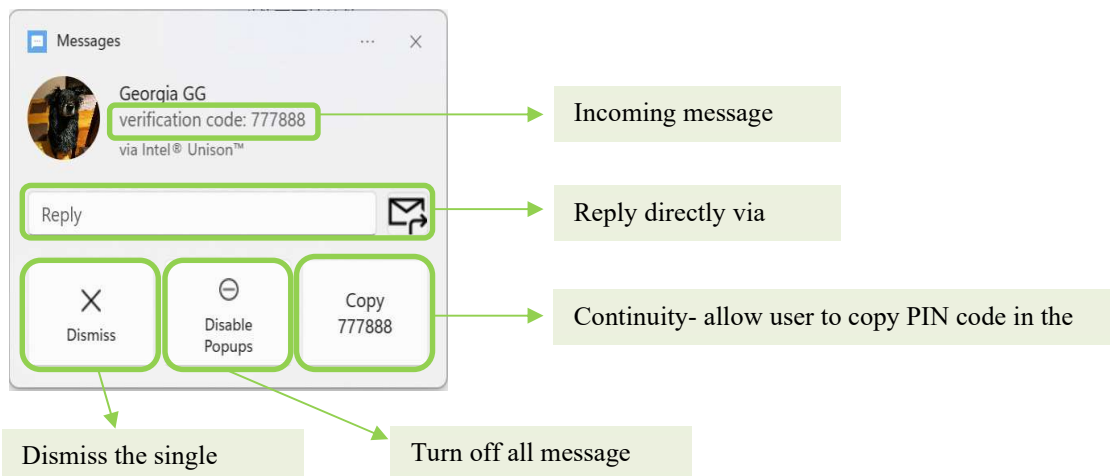 Messages
Georgia GG
verification code: 777888
via Intel® Unison™
Incoming message
Reply
Reply directly via
Dismiss
Disable
Popups
Copy
777888
Continuity- allow user to copy PIN code in the
Dismiss the single
Turn off all message